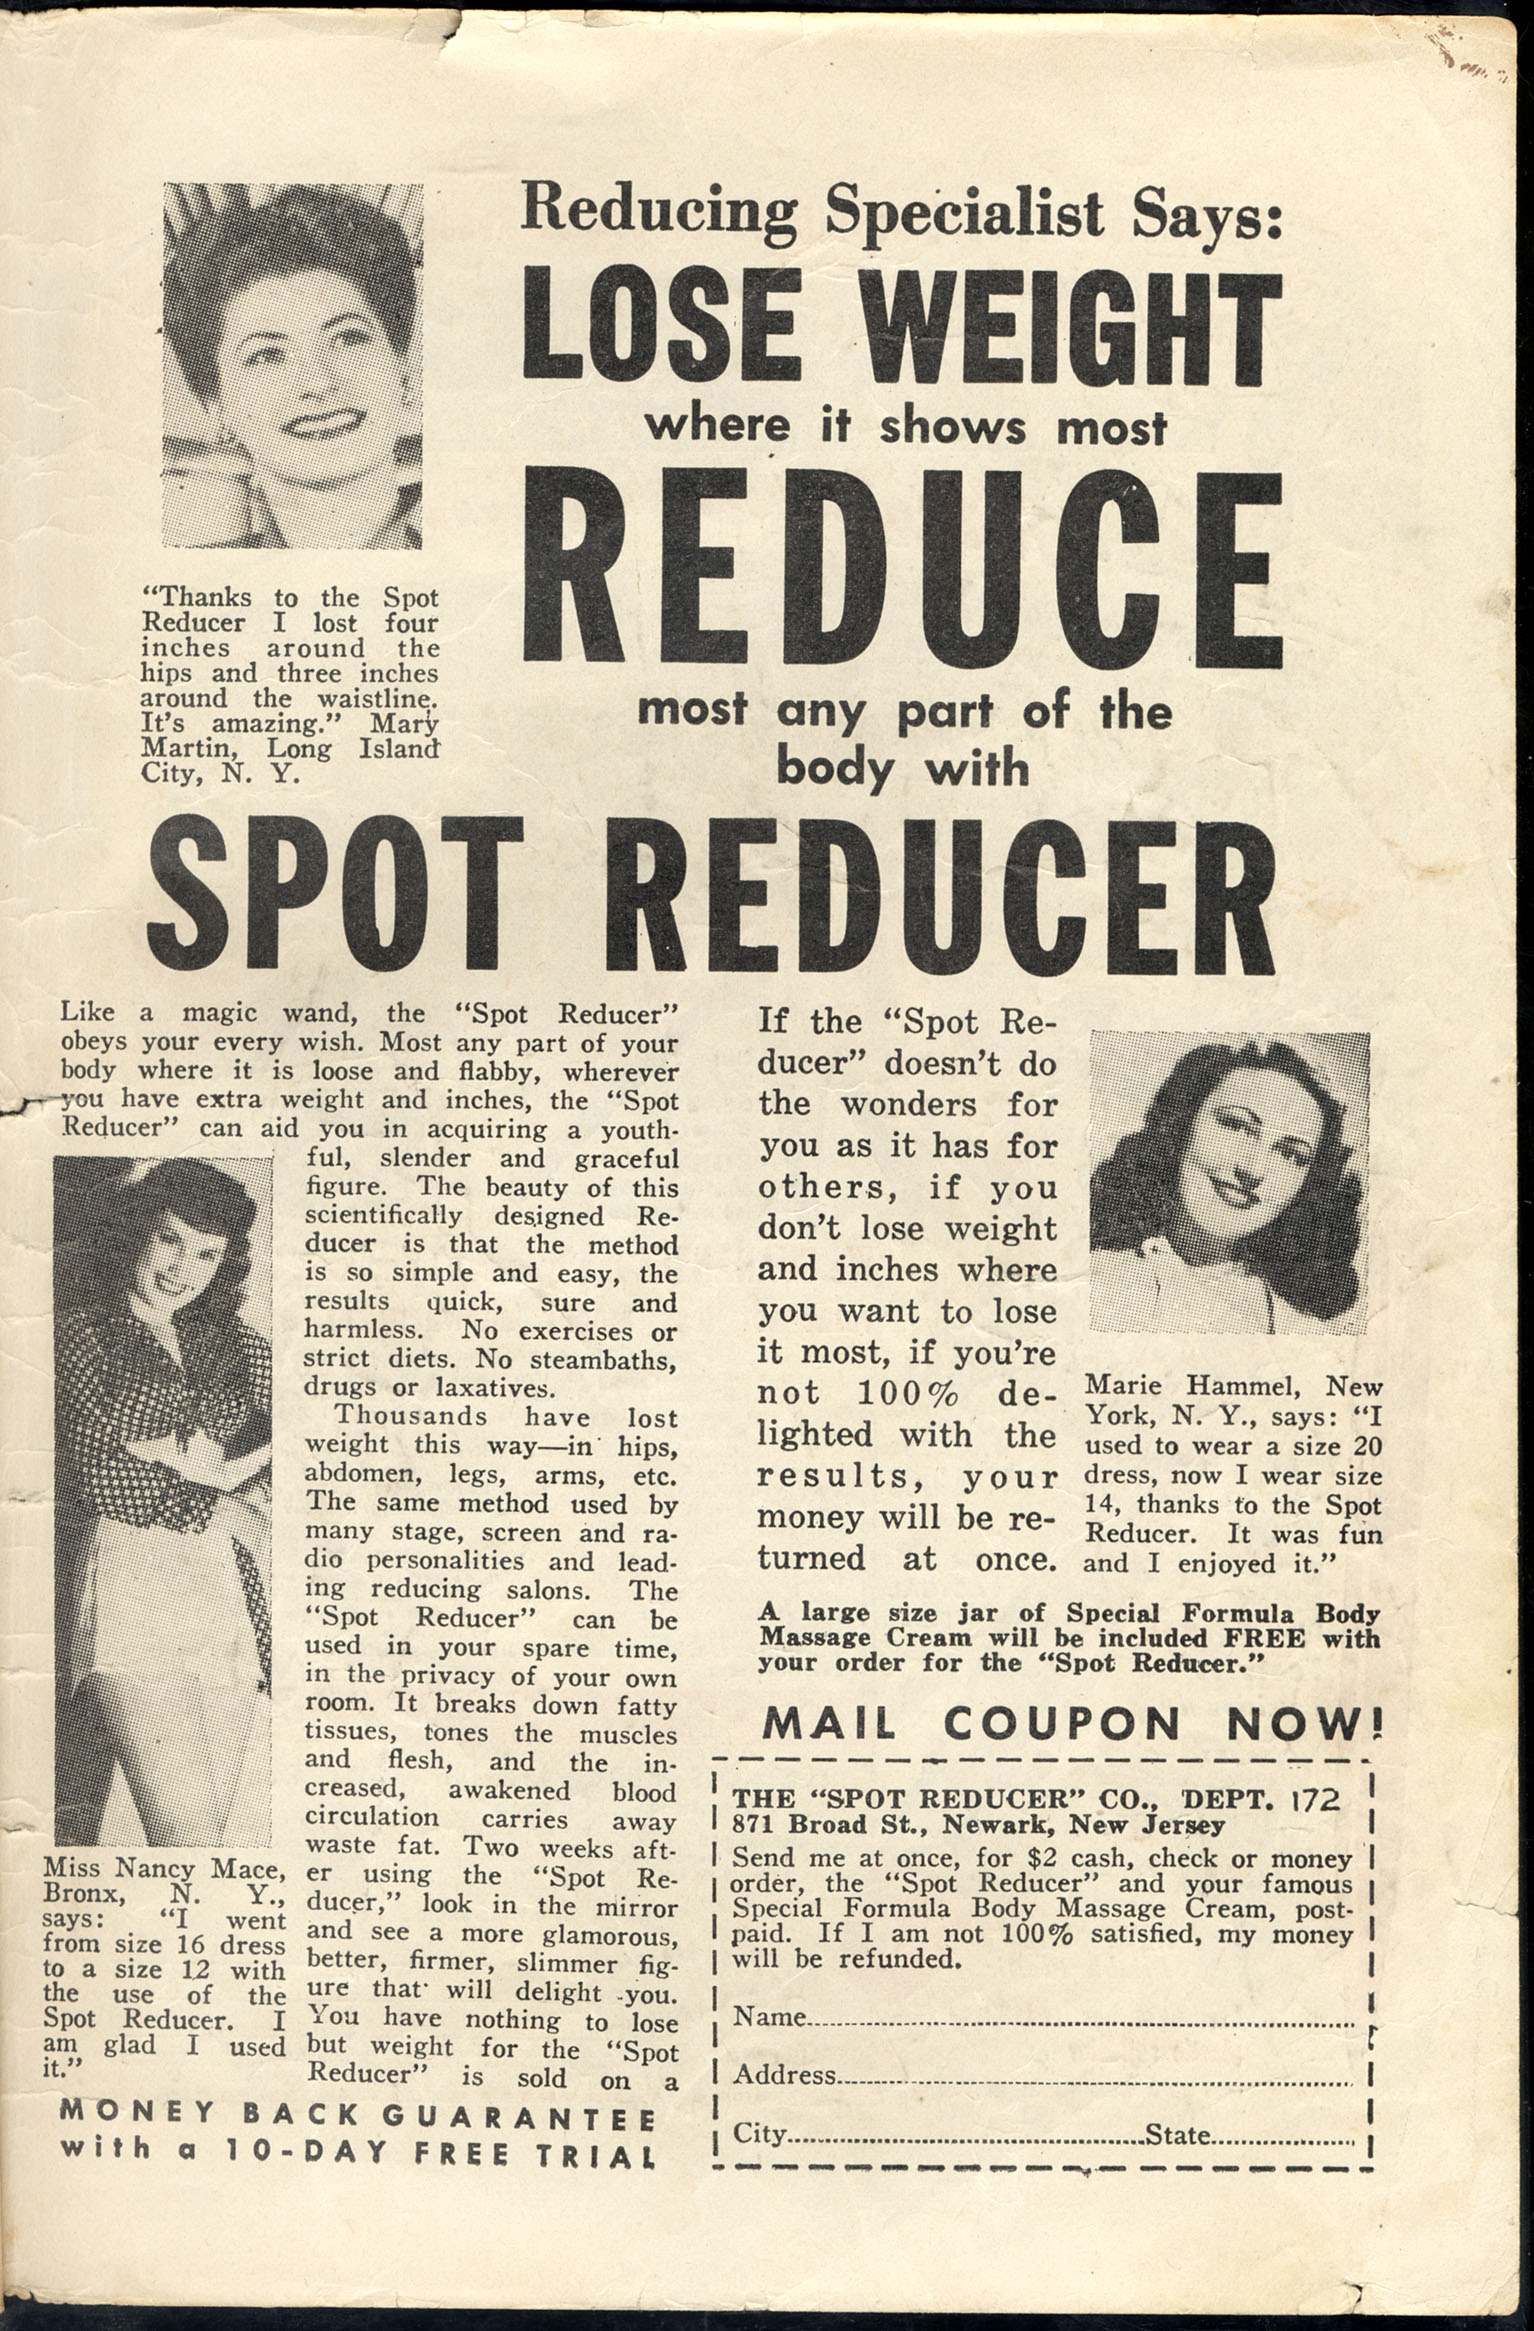 Reducing Specialist Says:
LOSE WEIGHT
where it shows most
REDUCE
most any part of the
body with
SPOT REDUCER
"Thanks to the Spot
Reducer I lost four
inches around the
hips and three inches
around the waistline.
It's amazing." Mary
Martin, Long Island
City, N. Y.
Like a magic wand, the "Spot Reducer"
obeys your every wish. Most any part of your
body where it is loose and flabby, wherever
you have extra weight and inches, the "Spot
Reducer" can aid you in acquiring a youth-
ful, slender and graceful
figure. The beauty of this
scientifically designed Re-
ducer is that the method
is so simple and easy, the
results quick, sure and
harmless. No exercises or
strict diets. No steambaths,
drugs or laxatives.
Thousands have lost
weight this way—in hips,
abdomen, legs, arms, etc.
The same method used by
many stage, screen and ra-
dio personalities and lead-
ing reducing salons. The
"Spot Reducer" can be
used in your spare time,
in the privacy of your own
room. It breaks down fatty
tissues, tones the muscles
and flesh, and the in-
creased, awakened blood
circulation carries away
waste fat. Two weeks aft-
er using the "Spot Re-
ducer," look in the mirror
and see a more glamorous,
better, firmer, slimmer fig-
ure that will delight you.
You have nothing to lose
but weight for the "Spot
Reducer" is sold on a
MONEY BACK GUARANTEE
with a 10-DAY FREE TRIAL
Miss Nancy Mace,
Bronx, N. Y.,
says: "I went
from size 16 dress
to a size 12 with
the use of the
Spot Reducer. I
am glad I used
it."
If the "Spot Re-
ducer" doesn't do
the wonders for
you as it has for
others, if you
don't lose weight
and inches where
you want to lose
it most, if you're
not 100% de-
lighted with the
results, your
money will be re-
turned at once.
Marie Hammel, New
York, N. Y., says: "I
used to wear a size 20
dress, now I wear size
14, thanks to the Spot
Reducer. It was fun
and I enjoyed it."
A large size jar of Special Formula Body
Massage Cream will be included FREE with
your order for the "Spot Reducer."
MAIL COUPON NOW!
THE "SPOT REDUCER" CO., DEPT. 172
871 Broad St., Newark, New Jersey
Send me at once, for $2 cash, check or money
order, the "Spot Reducer" and your famous
Special Formula Body Massage Cream, post-
paid. If I am not 100% satisfied, my money
will be refunded.
Name
Address
City State